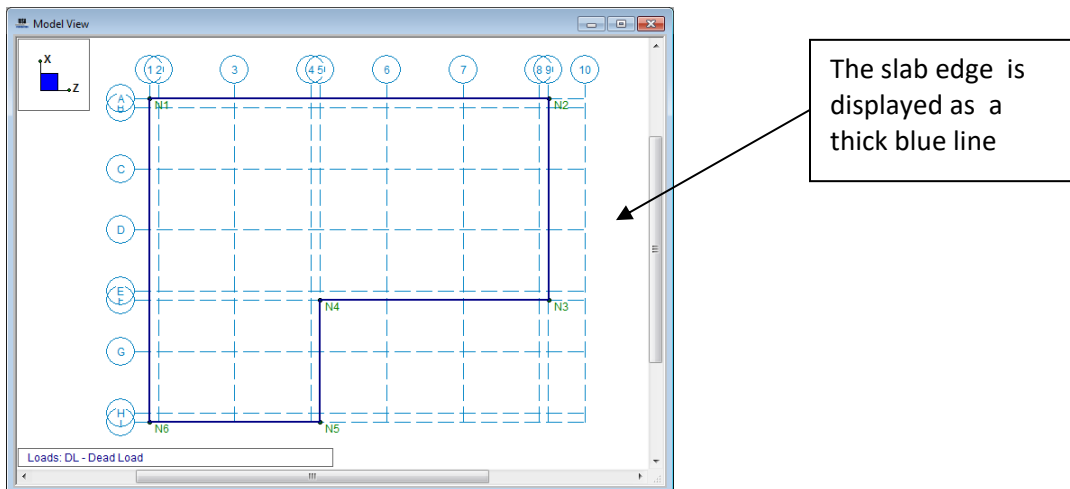 Model View
X
Z
1 2 3 4 5 6 7 8 9 10
A
N1 N2
C
D
E
N4 N3
G
H
N6 N5
Loads: DL - Dead Load
The slab edge is
displayed as a
thick blue line